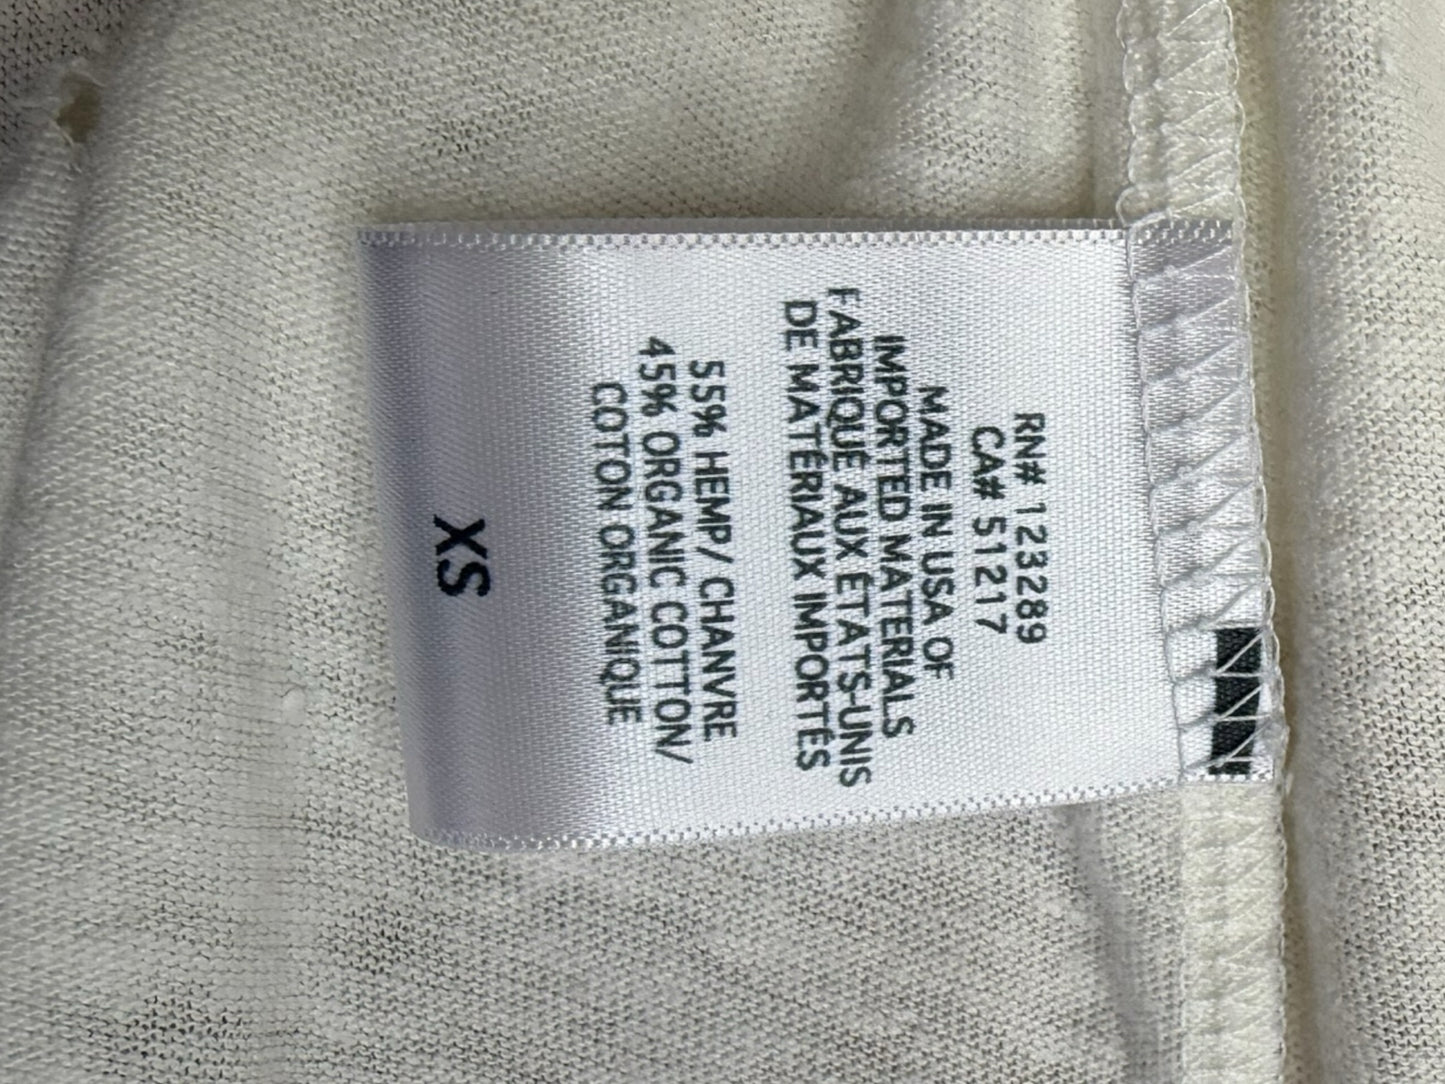 RN# 123289
CA# 51217
MADE IN USA OF
IMPORTED MATERIALS
FABRIQUÉ AUX ÉTATS-UNIS
DE MATÉRIAUX IMPORTÉS
55% HEMP/ CHANVRE
45% ORGANIC COTTON/
COTON ORGANIQUE
XS